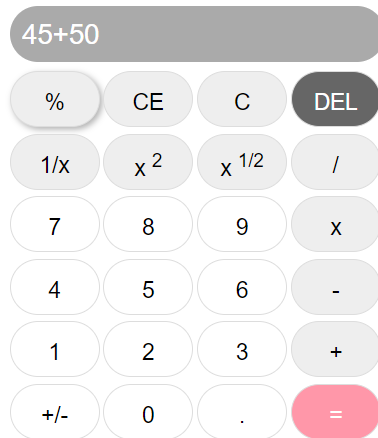 45+50
% CE C DEL
1/x x 2 x 1/2 /
7 8 9 x
4 5 6 -
1 2 3 +
+/- 0 . =